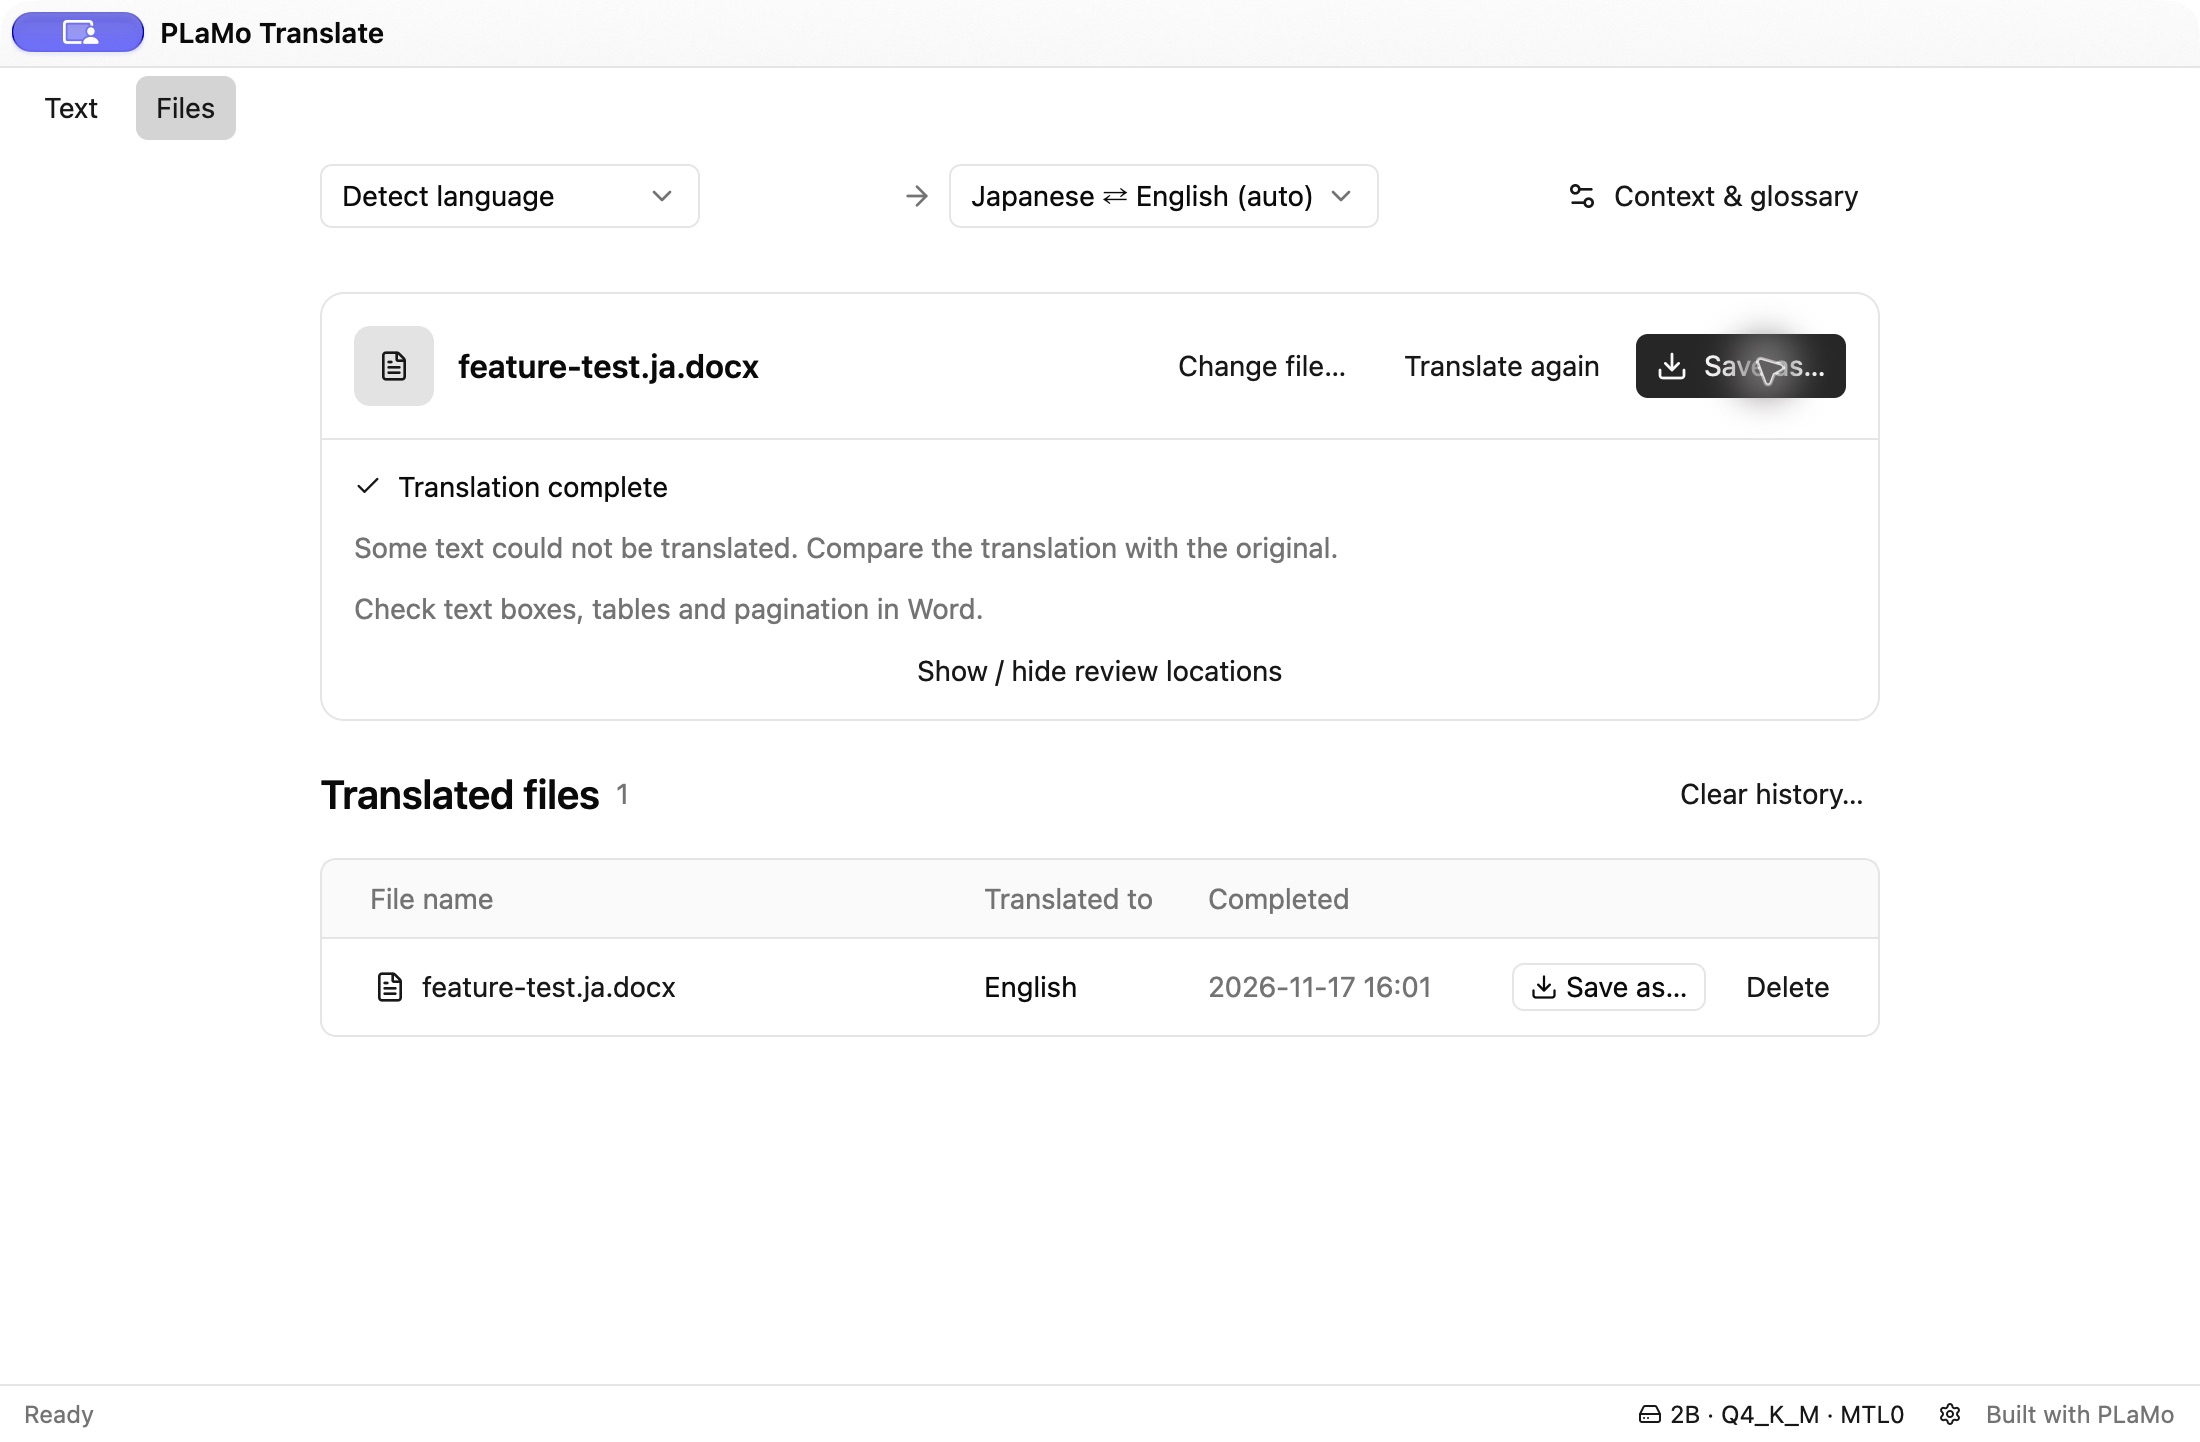 PLaMo Translate
Text
Files
Detect language
→
Japanese ⇄ English (auto)
Context & glossary
feature-test.ja.docx
Change file...
Translate again
Save as...
Translation complete
Some text could not be translated. Compare the translation with the original.
Check text boxes, tables and pagination in Word.
Show / hide review locations
Translated files 1
Clear history...
File name
Translated to
Completed
feature-test.ja.docx
English
2026-11-17 16:01
Save as...
Delete
Ready
2B · Q4_K_M · MTL0
Built with PLaMo